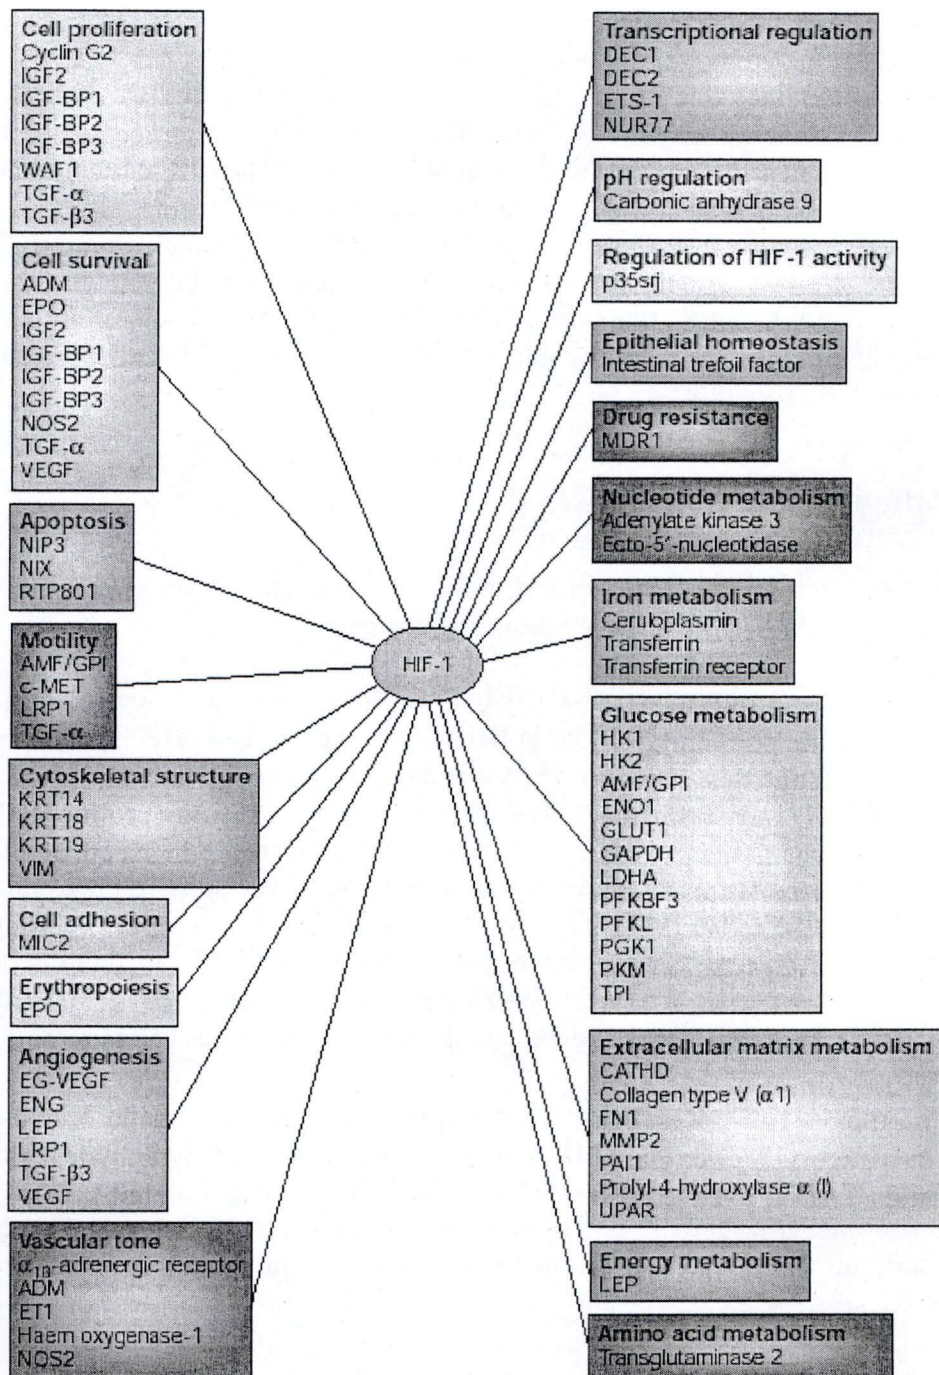 Cell proliferation
Cyclin G2
IGF2
IGF-BP1
IGF-BP2
IGF-BP3
WAF1
TGF-α
TGF-β3
Cell survival
ADM
EPO
IGF2
IGF-BP1
IGF-BP2
IGF-BP3
NOS2
TGF-α
VEGF
Apoptosis
NIP3
NIX
RTP801
Motility
AMF/GPI
c-MET
LRP1
TGF-α
Cytoskeletal structure
KRT14
KRT18
KRT19
VIM
Cell adhesion
MIC2
Erythropoiesis
EPO
Angiogenesis
EG-VEGF
ENG
LEP
LRP1
TGF-β3
VEGF
Vascular tone
α1B-adrenergic receptor
ADM
ET1
Haem oxygenase-1
NOS2
HIF-1
Transcriptional regulation
DEC1
DEC2
ETS-1
NUR77
pH regulation
Carbonic anhydrase 9
Regulation of HIF-1 activity
p35srj
Epithelial homeostasis
Intestinal trefoil factor
Drug resistance
MDR1
Nucleotide metabolism
Adenylate kinase 3
Ecto-5′-nucleotidase
Iron metabolism
Ceruloplasmin
Transferrin
Transferrin receptor
Glucose metabolism
HK1
HK2
AMF/GPI
ENO1
GLUT1
GAPDH
LDHA
PFKBF3
PFKL
PGK1
PKM
TPI
Extracellular matrix metabolism
CATHD
Collagen type V (α1)
FN1
MMP2
PAI1
Prolyl-4-hydroxylase α (I)
UPAR
Energy metabolism
LEP
Amino acid metabolism
Transglutaminase 2